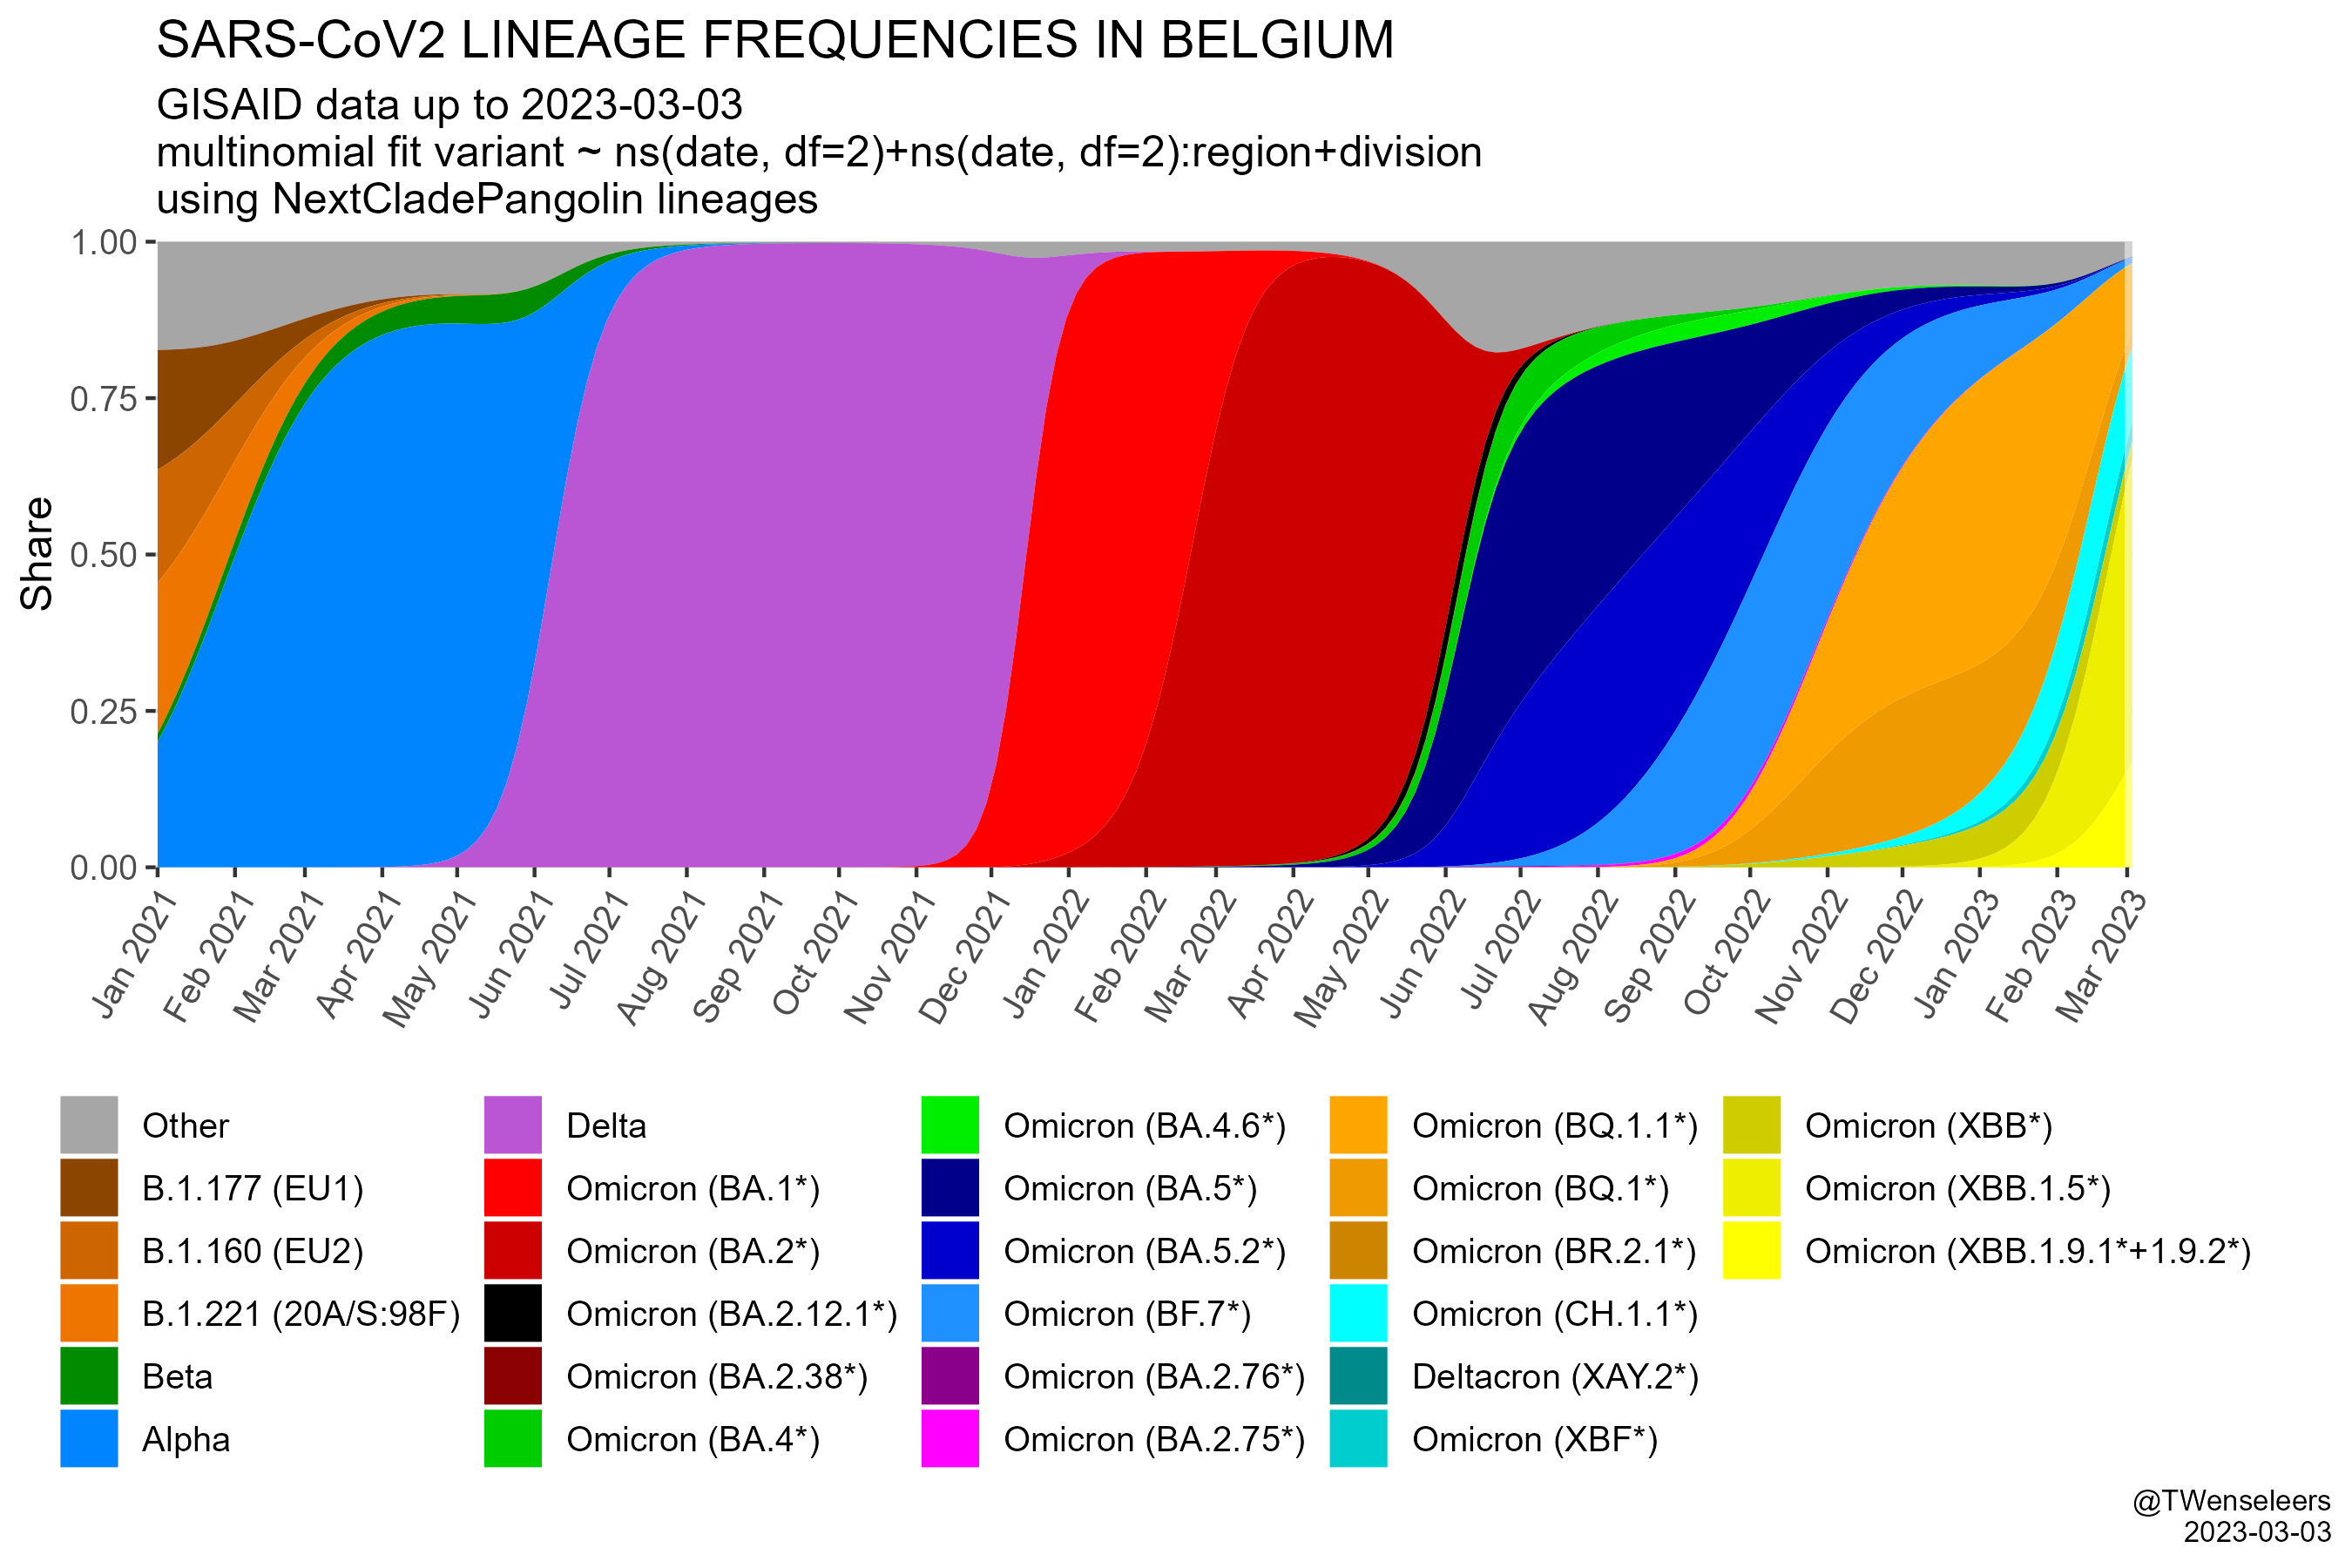 SARS-CoV2 LINEAGE FREQUENCIES IN BELGIUM
GISAID data up to 2023-03-03
multinomial fit variant ~ ns(date, df=2)+ns(date, df=2):region+division
using NextCladePangolin lineages
Share
1.00
0.75
0.50
0.25
0.00
Jan 2021
Feb 2021
Mar 2021
Apr 2021
May 2021
Jun 2021
Jul 2021
Aug 2021
Sep 2021
Oct 2021
Nov 2021
Dec 2021
Jan 2022
Feb 2022
Mar 2022
Apr 2022
May 2022
Jun 2022
Jul 2022
Aug 2022
Sep 2022
Oct 2022
Nov 2022
Dec 2022
Jan 2023
Feb 2023
Mar 2023
Other
B.1.177 (EU1)
B.1.160 (EU2)
B.1.221 (20A/S:98F)
Beta
Alpha
Delta
Omicron (BA.1*)
Omicron (BA.2*)
Omicron (BA.2.12.1*)
Omicron (BA.2.38*)
Omicron (BA.4*)
Omicron (BA.4.6*)
Omicron (BA.5*)
Omicron (BA.5.2*)
Omicron (BF.7*)
Omicron (BA.2.76*)
Omicron (BA.2.75*)
Omicron (BQ.1.1*)
Omicron (BQ.1*)
Omicron (BR.2.1*)
Omicron (CH.1.1*)
Deltacron (XAY.2*)
Omicron (XBF*)
Omicron (XBB*)
Omicron (XBB.1.5*)
Omicron (XBB.1.9.1*+1.9.2*)
@TWenseleers
2023-03-03